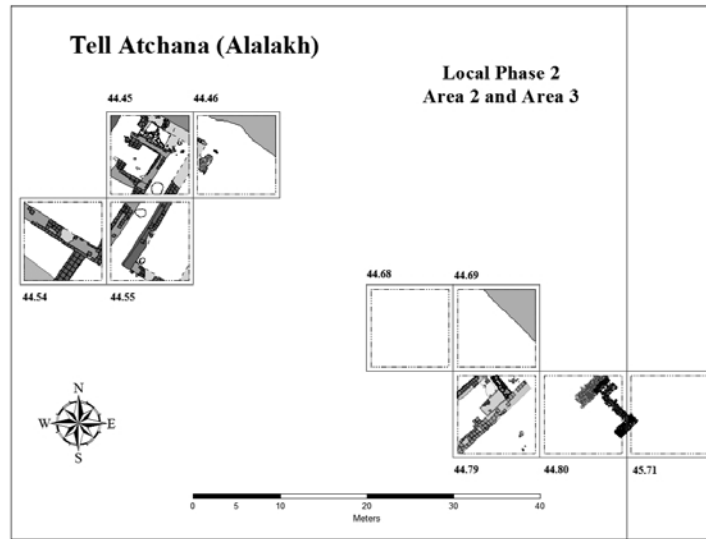 Tell Atchana (Alalakh)
Local Phase 2
Area 2 and Area 3
44.45
44.46
44.54
44.55
44.68
44.69
44.79
44.80
45.71
N
W E
S
0 5 10 20 30 40
Meters